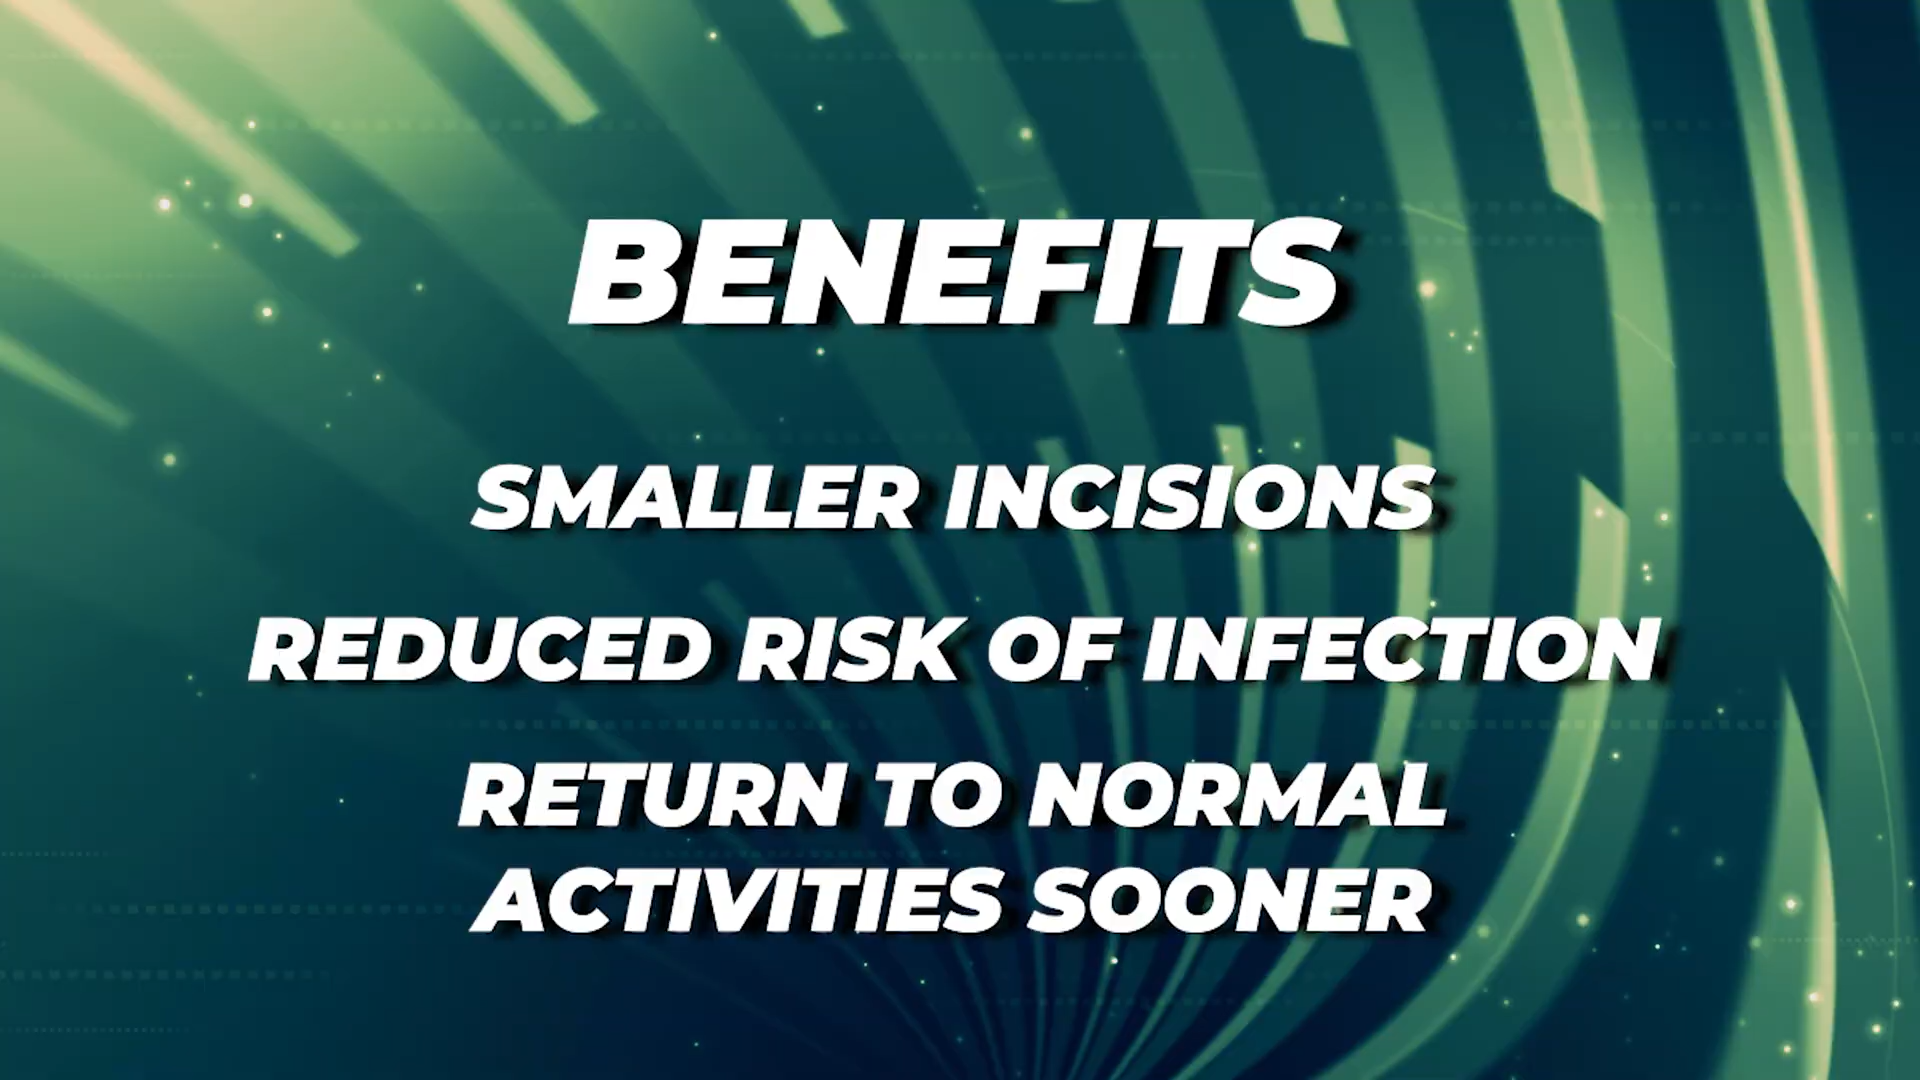 BENEFITS
SMALLER INCISIONS
REDUCED RISK OF INFECTION
RETURN TO NORMAL
ACTIVITIES SOONER